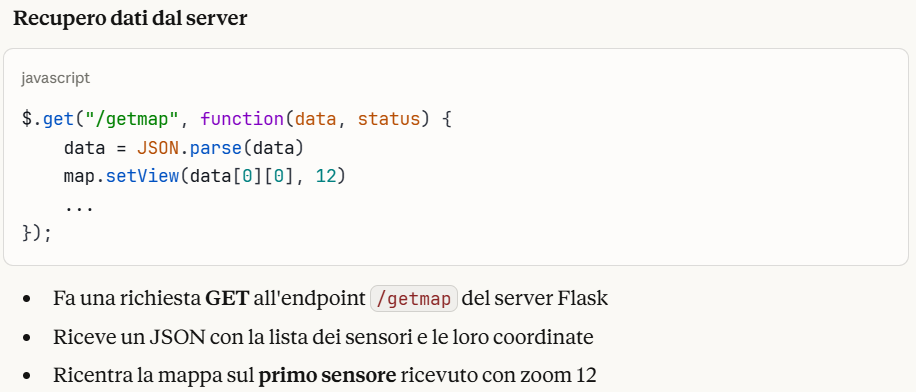 Recupero dati dal server
javascript
$.get("/getmap", function(data, status) {
    data = JSON.parse(data)
    map.setView(data[0][0], 12)
    ...
});
• Fa una richiesta GET all'endpoint /getmap del server Flask
• Riceve un JSON con la lista dei sensori e le loro coordinate
• Ricentra la mappa sul primo sensore ricevuto con zoom 12